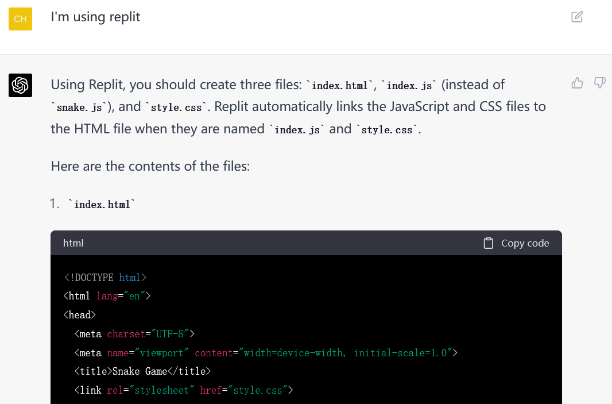 CH
I'm using replit
Using Replit, you should create three files: `index.html`, `index.js` (instead of
`snake.js`), and `style.css`. Replit automatically links the JavaScript and CSS files to
the HTML file when they are named `index.js` and `style.css`.
Here are the contents of the files:
1. `index.html`
html Copy code
<!DOCTYPE html>
<html lang="en">
<head>
<meta charset="UTF-8">
<meta name="viewport" content="width=device-width, initial-scale=1.0">
<title>Snake Game</title>
<link rel="stylesheet" href="style.css">